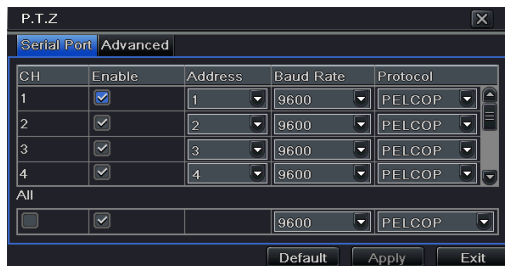 P.T.Z
Serial Port Advanced
CH Enable Address Baud Rate Protocol
1 1 9600 PELCOP
2 2 9600 PELCOP
3 3 9600 PELCOP
4 4 9600 PELCOP
All
9600 PELCOP
Default Apply Exit